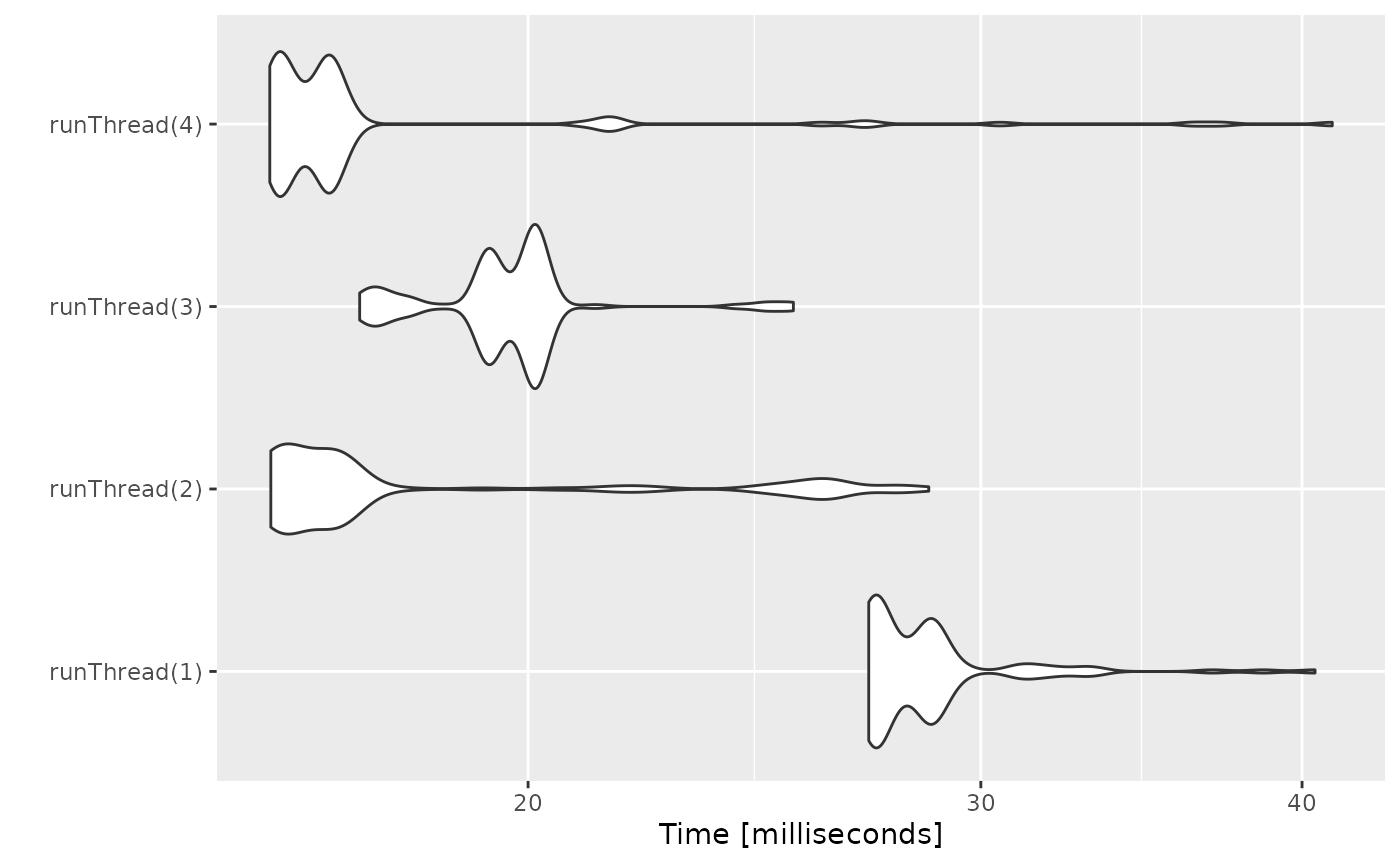 runThread(4)
runThread(3)
runThread(2)
runThread(1)
20 30 40
Time [milliseconds]